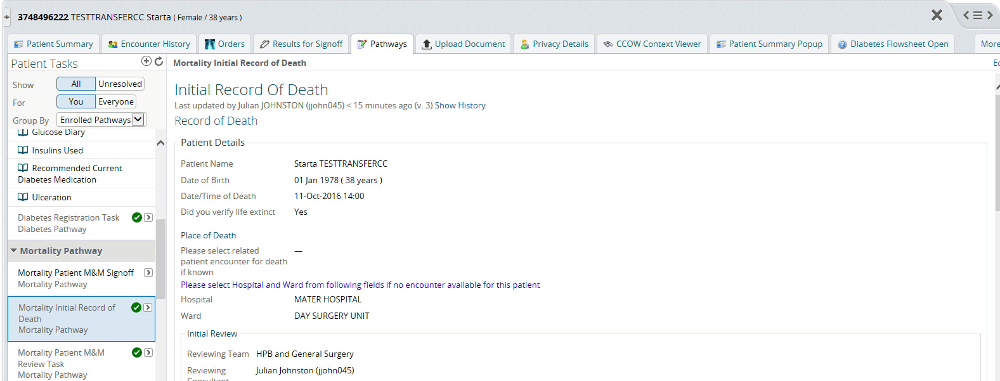 3748496222 TESTTRANSFERCC Starta ( Female / 38 years )
Patient Summary Encounter History Orders Results for Signoff Pathways Upload Document Privacy Details CCOW Context Viewer Patient Summary Popup Diabetes Flowsheet Open More
Patient Tasks
Show All Unresolved
For You Everyone
Group By Enrolled Pathways
Glucose Diary
Insulins Used
Recommended Current
Diabetes Medication
Ulceration
Diabetes Registration Task
Diabetes Pathway
Mortality Pathway
Mortality Patient M&M Signoff
Mortality Pathway
Mortality Initial Record of
Death
Mortality Pathway
Mortality Patient M&M
Review Task
Mortality Pathway
Mortality Initial Record of Death
Initial Record Of Death
Last updated by Julian JOHNSTON (jjohn045) < 15 minutes ago (v. 3) Show History
Record of Death
Patient Details
Patient Name Starta TESTTRANSFERCC
Date of Birth 01 Jan 1978 ( 38 years )
Date/Time of Death 11-Oct-2016 14:00
Did you verify life extinct Yes
Place of Death
Please select related —
patient encounter for death
if known
Please select Hospital and Ward from following fields if no encounter available for this patient
Hospital MATER HOSPITAL
Ward DAY SURGERY UNIT
Initial Review
Reviewing Team HPB and General Surgery
Reviewing Julian Johnston (jjohn045)
Consultant